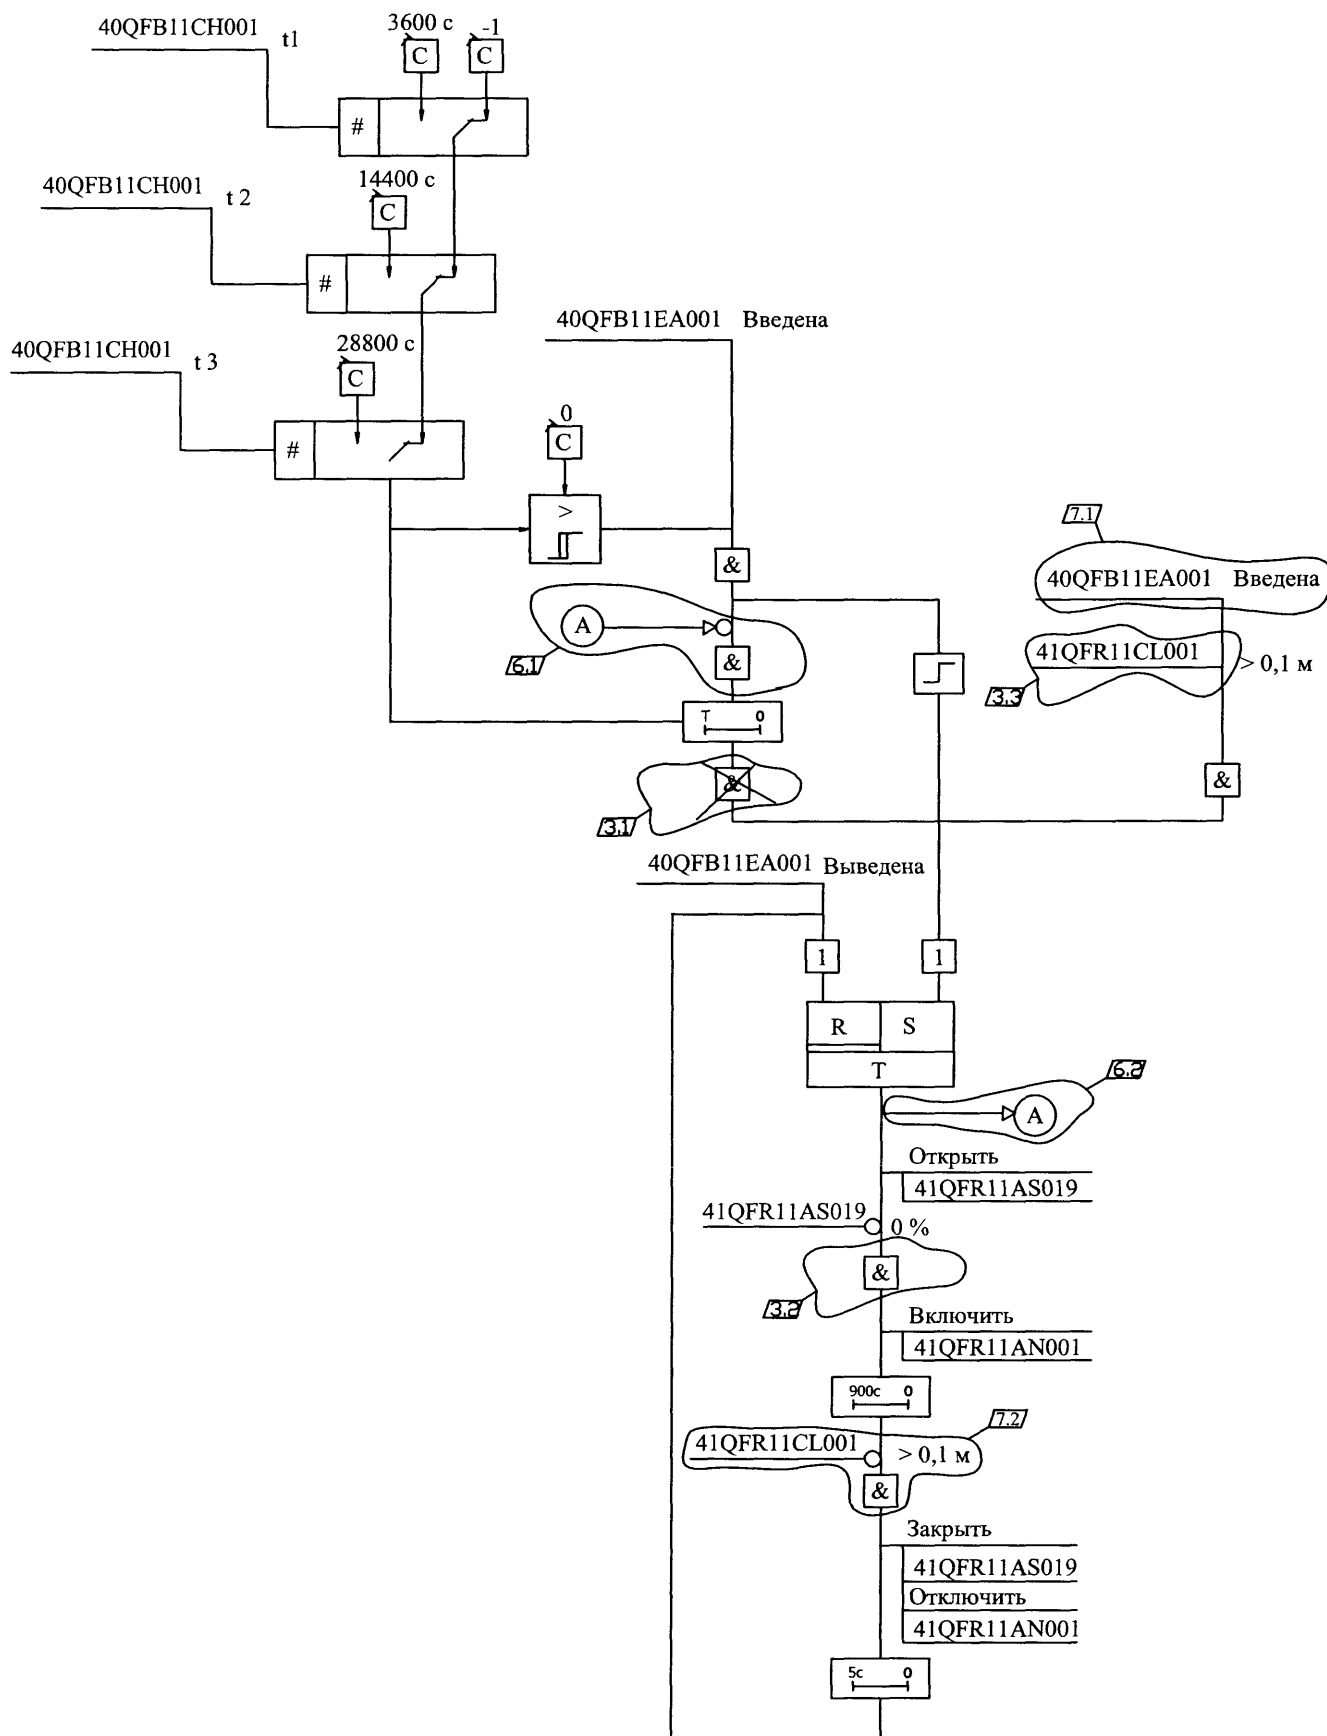 3600 с
-1
40QFB11CH001 t1
C
C
#
14400 с
40QFB11CH001 t 2
C
#
28800 с
40QFB11CH001 t 3
C
#
40QFB11EA001 Введена
0
C
>
&
7.1
40QFB11EA001 Введена
A
6.1
&
41QFR11CL001 > 0,1 м
3.3
T 0
&
&
3.1
40QFB11EA001 Выведена
1
1
R
S
T
6.2
A
Открыть
41QFR11AS019
41QFR11AS019 0 %
&
3.2
Включить
41QFR11AN001
900с 0
7.2
41QFR11CL001 > 0,1 м
&
Закрыть
41QFR11AS019
Отключить
41QFR11AN001
5с 0